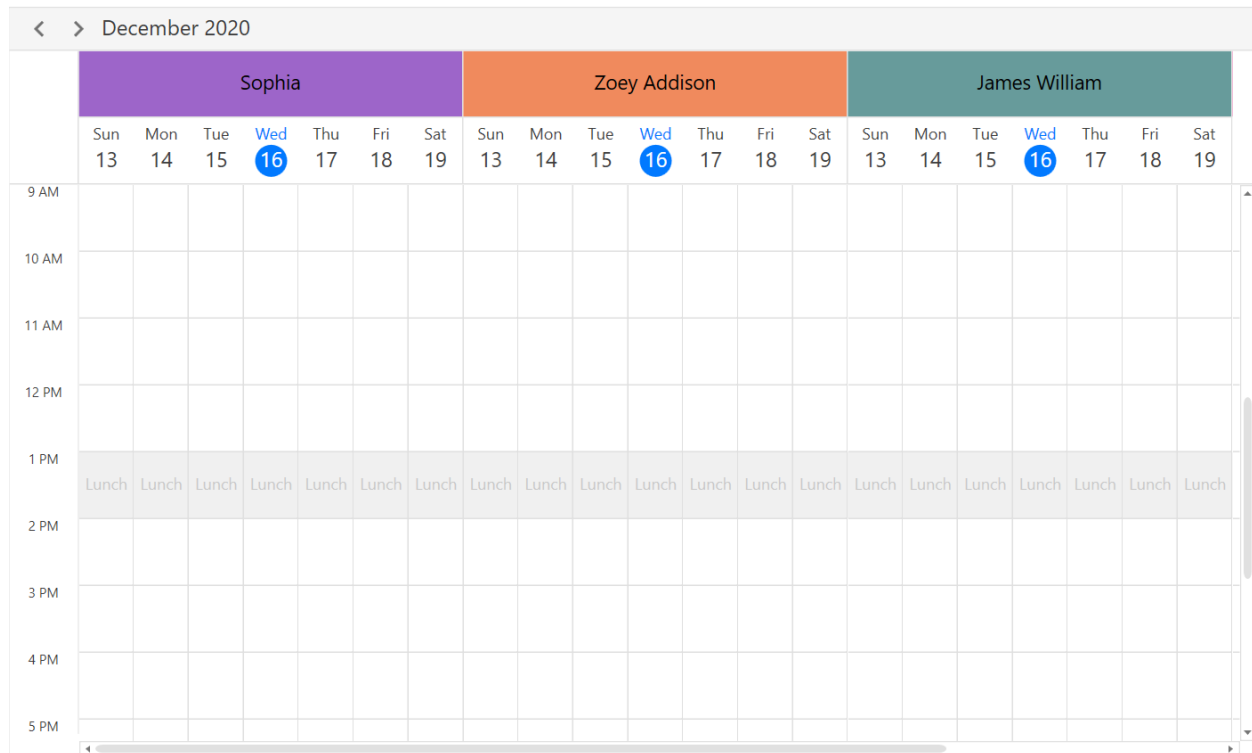 December 2020
Sophia Zoey Addison James William
Sun Mon Tue Wed Thu Fri Sat Sun Mon Tue Wed Thu Fri Sat Sun Mon Tue Wed Thu Fri Sat
13 14 15 16 17 18 19 13 14 15 16 17 18 19 13 14 15 16 17 18 19
9 AM
10 AM
11 AM
12 PM
1 PM
Lunch Lunch Lunch Lunch Lunch Lunch Lunch Lunch Lunch Lunch Lunch Lunch Lunch Lunch Lunch Lunch Lunch Lunch Lunch Lunch Lunch
2 PM
3 PM
4 PM
5 PM